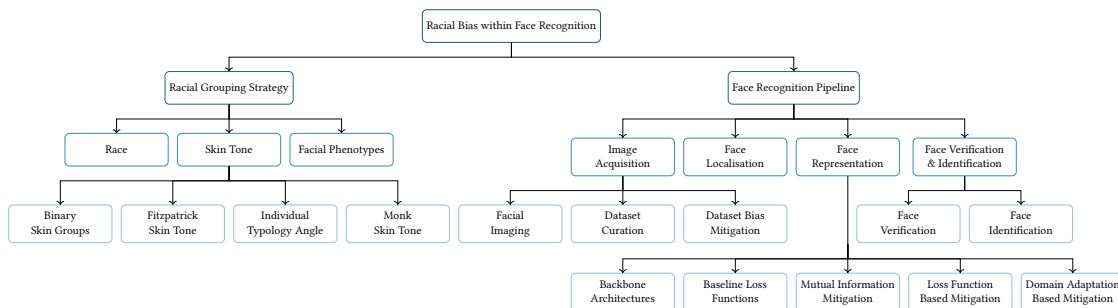 Racial Bias within Face Recognition
Racial Grouping Strategy
Face Recognition Pipeline
Race
Skin Tone
Facial Phenotypes
Image
Acquisition
Face
Localisation
Face
Representation
Face Verification
& Identification
Binary
Skin Groups
Fitzpatrick
Skin Tone
Individual
Typology Angle
Monk
Skin Tone
Facial
Imaging
Dataset
Curation
Dataset Bias
Mitigation
Face
Verification
Face
Identification
Backbone
Architectures
Baseline Loss
Functions
Mutual Information
Mitigation
Loss Function
Based Mitigation
Domain Adaptation
Based Mitigation